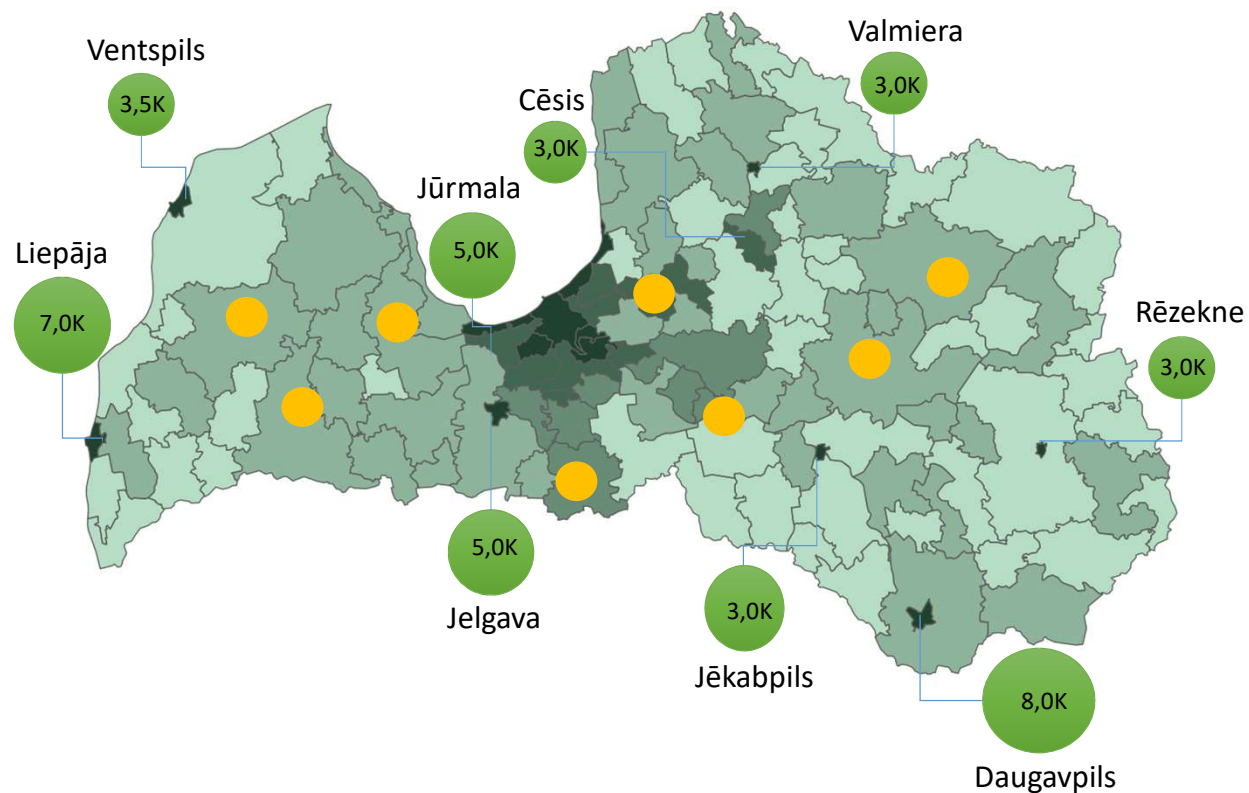 Ventspils
3,5K
Valmiera
3,0K
Cēsis
3,0K
Jūrmala
5,0K
Liepāja
7,0K
Rēzekne
3,0K
5,0K
Jelgava
3,0K
Jēkabpils
8,0K
Daugavpils